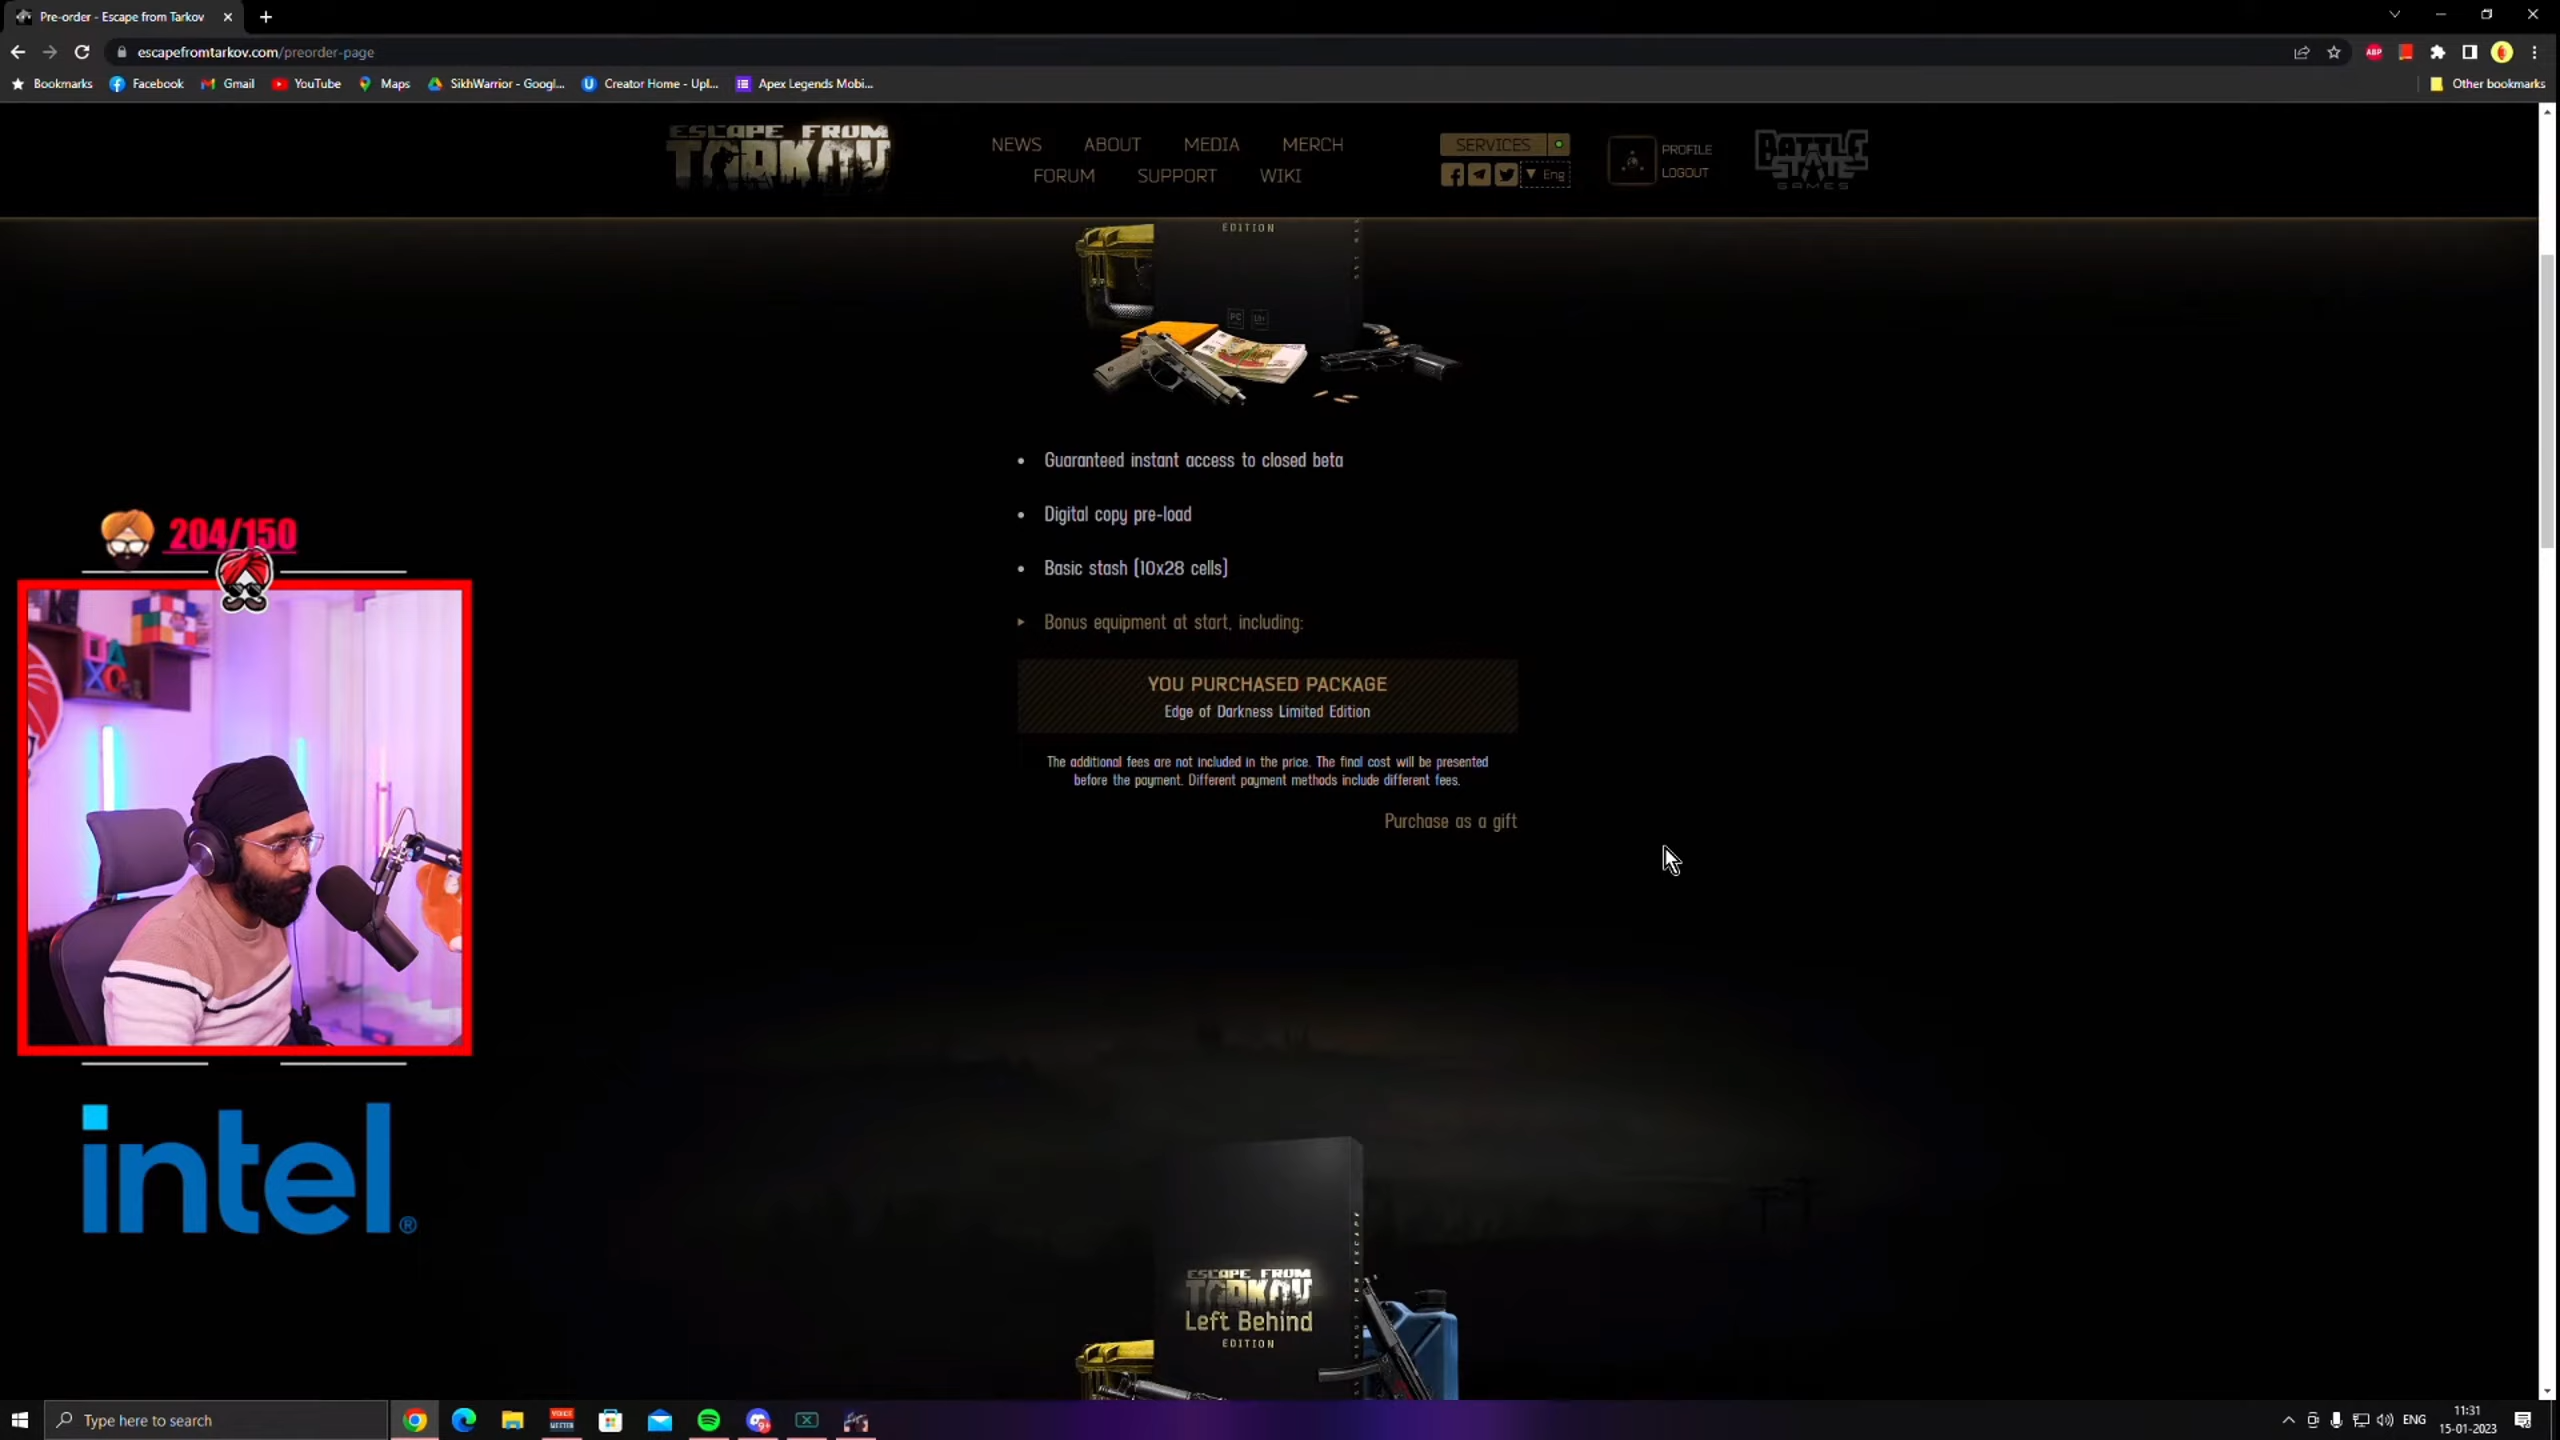 Pre-order - Escape from Tarkov
escapefromtarkov.com/preorder-page
ABP
Bookmarks
Facebook
Gmail
YouTube
Maps
SikhWarrior - Googl...
Creator Home - Upl...
Apex Legends Mobi...
Other bookmarks
ESCAPE FROM
TARKOV
NEWS ABOUT MEDIA MERCH
FORUM SUPPORT WIKI
SERVICES
Eng
PROFILE
LOGOUT
BATTLE
STATE
GAMES
EDITION
PC 18+
Guaranteed instant access to closed beta
Digital copy pre-load
Basic stash (10x28 cells)
Bonus equipment at start, including:
YOU PURCHASED PACKAGE
Edge of Darkness Limited Edition
The additional fees are not included in the price. The final cost will be presented
before the payment. Different payment methods include different fees.
Purchase as a gift
204/150
intel®
ESCAPE FROM
TARKOV
Left Behind
EDITION
Type here to search
VOICE
MEETER
9+
ENG
11:31
15-01-2023